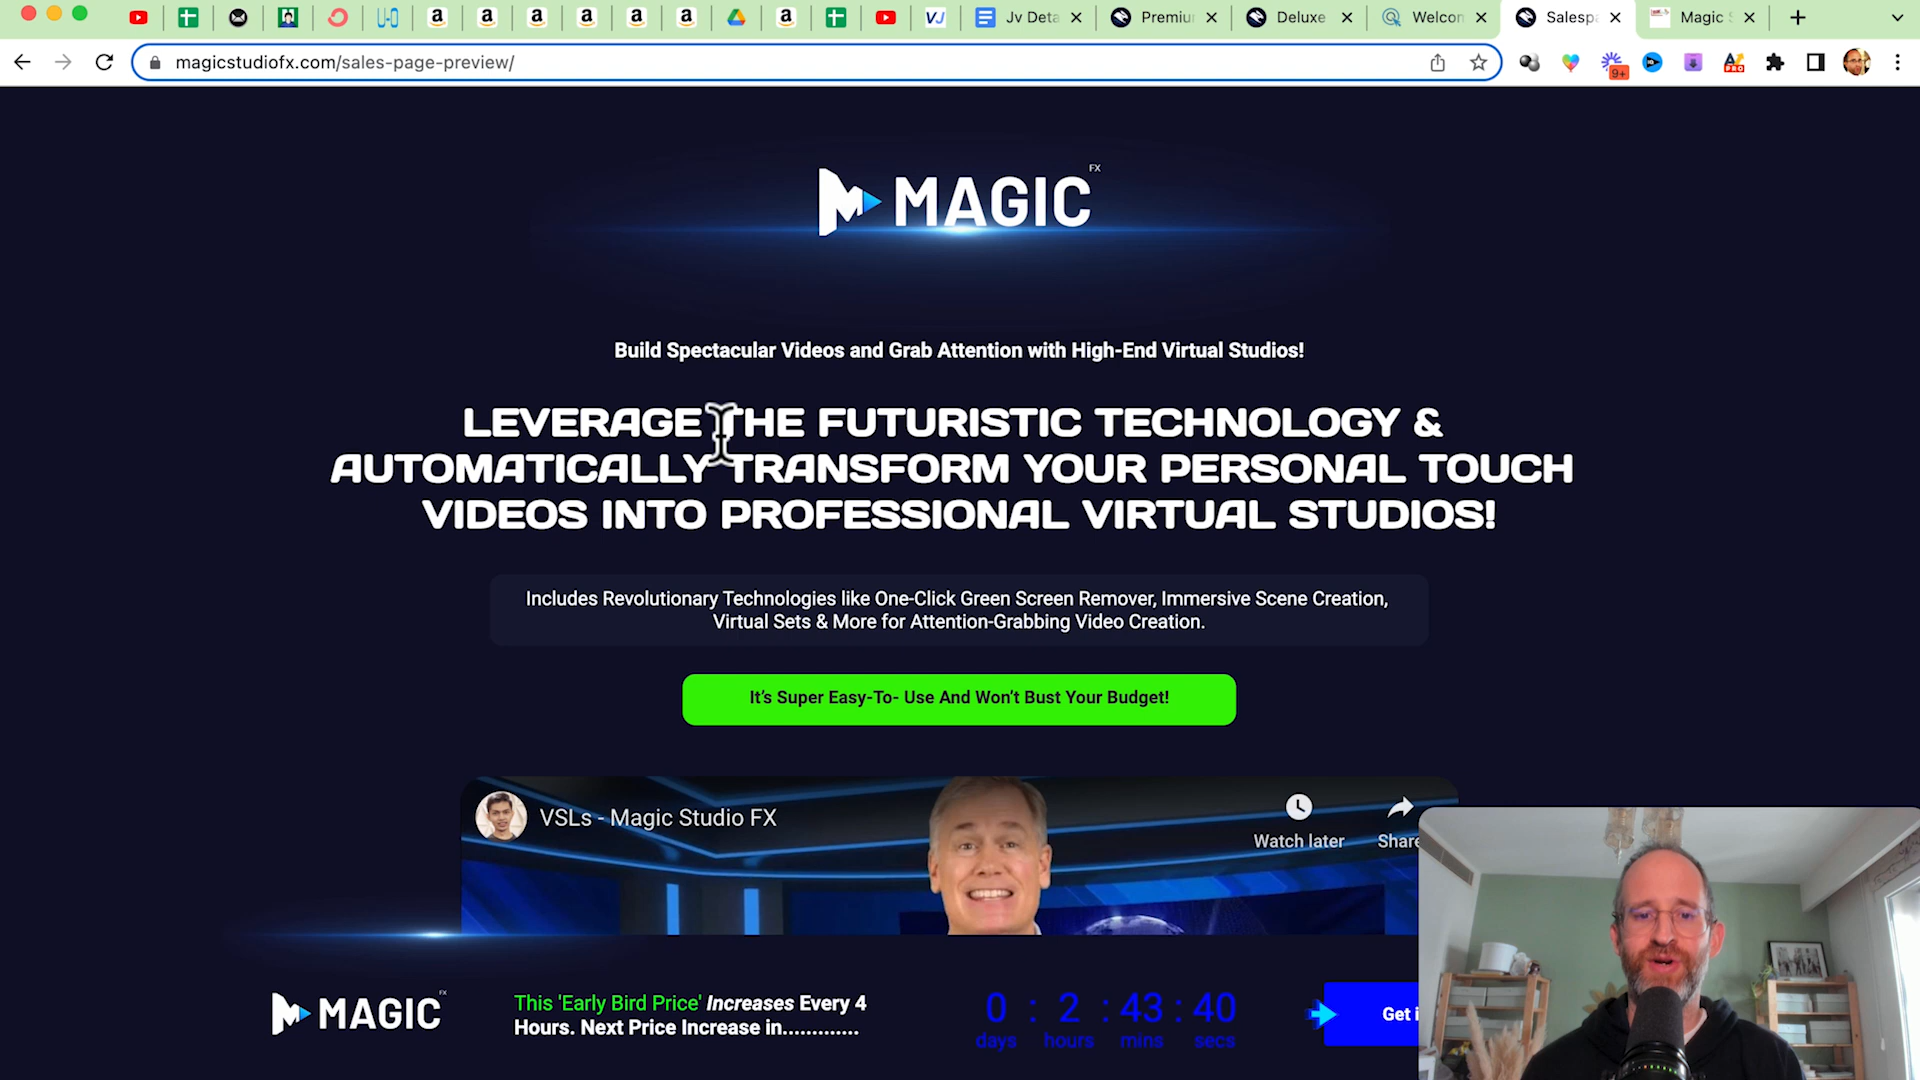 Jv Deta
Premiu
Deluxe
Welcon
Salespa
Magic S
magicstudiofx.com/sales-page-preview/
9+
PRO
MAGIC FX
Build Spectacular Videos and Grab Attention with High-End Virtual Studios!
LEVERAGE THE FUTURISTIC TECHNOLOGY &
AUTOMATICALLY TRANSFORM YOUR PERSONAL TOUCH
VIDEOS INTO PROFESSIONAL VIRTUAL STUDIOS!
Includes Revolutionary Technologies like One-Click Green Screen Remover, Immersive Scene Creation,
Virtual Sets & More for Attention-Grabbing Video Creation.
It's Super Easy-To- Use And Won't Bust Your Budget!
VSLs - Magic Studio FX
Watch later
Share
MAGIC FX
This 'Early Bird Price' Increases Every 4
Hours. Next Price Increase in.............
0 : 2 : 43 : 40
days hours mins secs
Get i